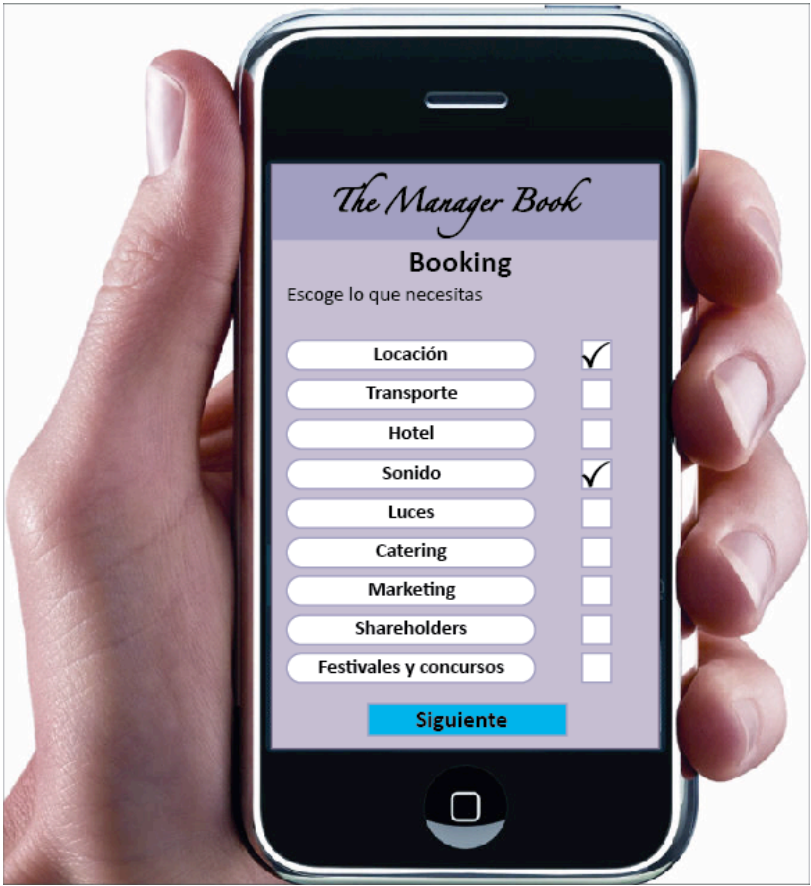 The Manager Book
Booking
Escoge lo que necesitas
Locación
Transporte
Hotel
Sonido
Luces
Catering
Marketing
Shareholders
Festivales y concursos
Siguiente